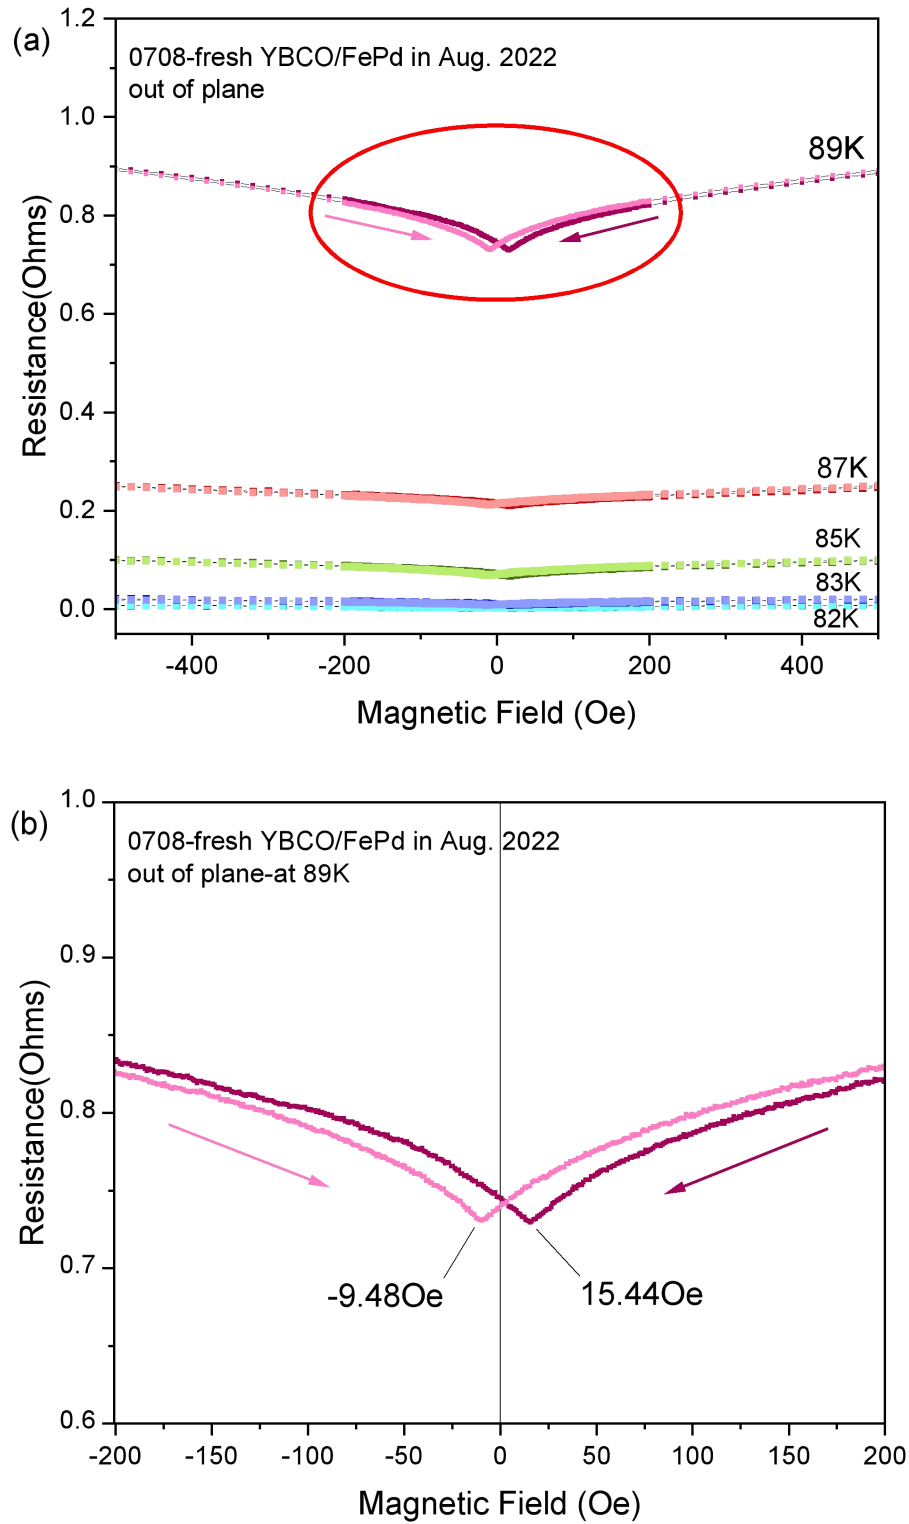 (a)
0708-fresh YBCO/FePd in Aug. 2022
out of plane
89K
87K
85K
83K
82K
Resistance(Ohms)
1.2
1.0
0.8
0.6
0.4
0.2
0.0
-400 -200 0 200 400
Magnetic Field (Oe)
(b)
0708-fresh YBCO/FePd in Aug. 2022
out of plane-at 89K
Resistance(Ohms)
1.0
0.9
0.8
0.7
0.6
-9.48Oe
15.44Oe
-200 -150 -100 -50 0 50 100 150 200
Magnetic Field (Oe)